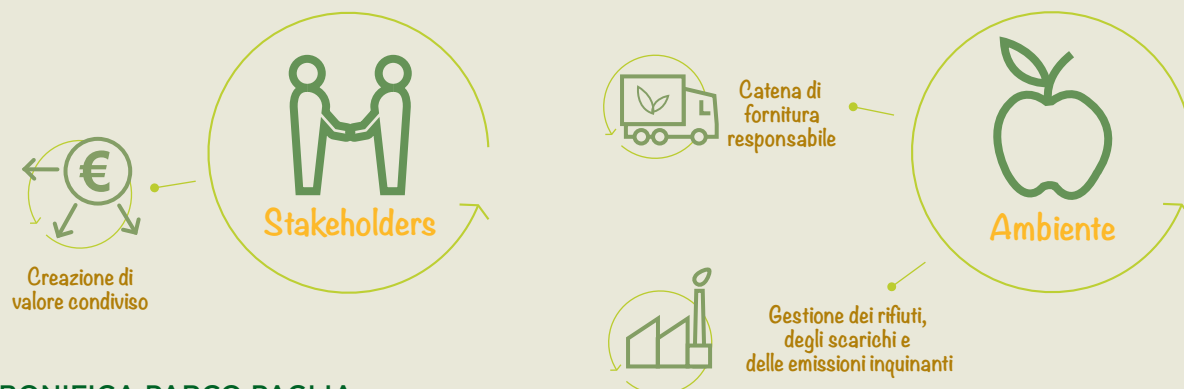 Stakeholders
Creazione di
valore condiviso
Catena di
fornitura
responsabile
Ambiente
Gestione dei rifiuti,
degli scarichi e
delle emissioni inquinanti
€
L